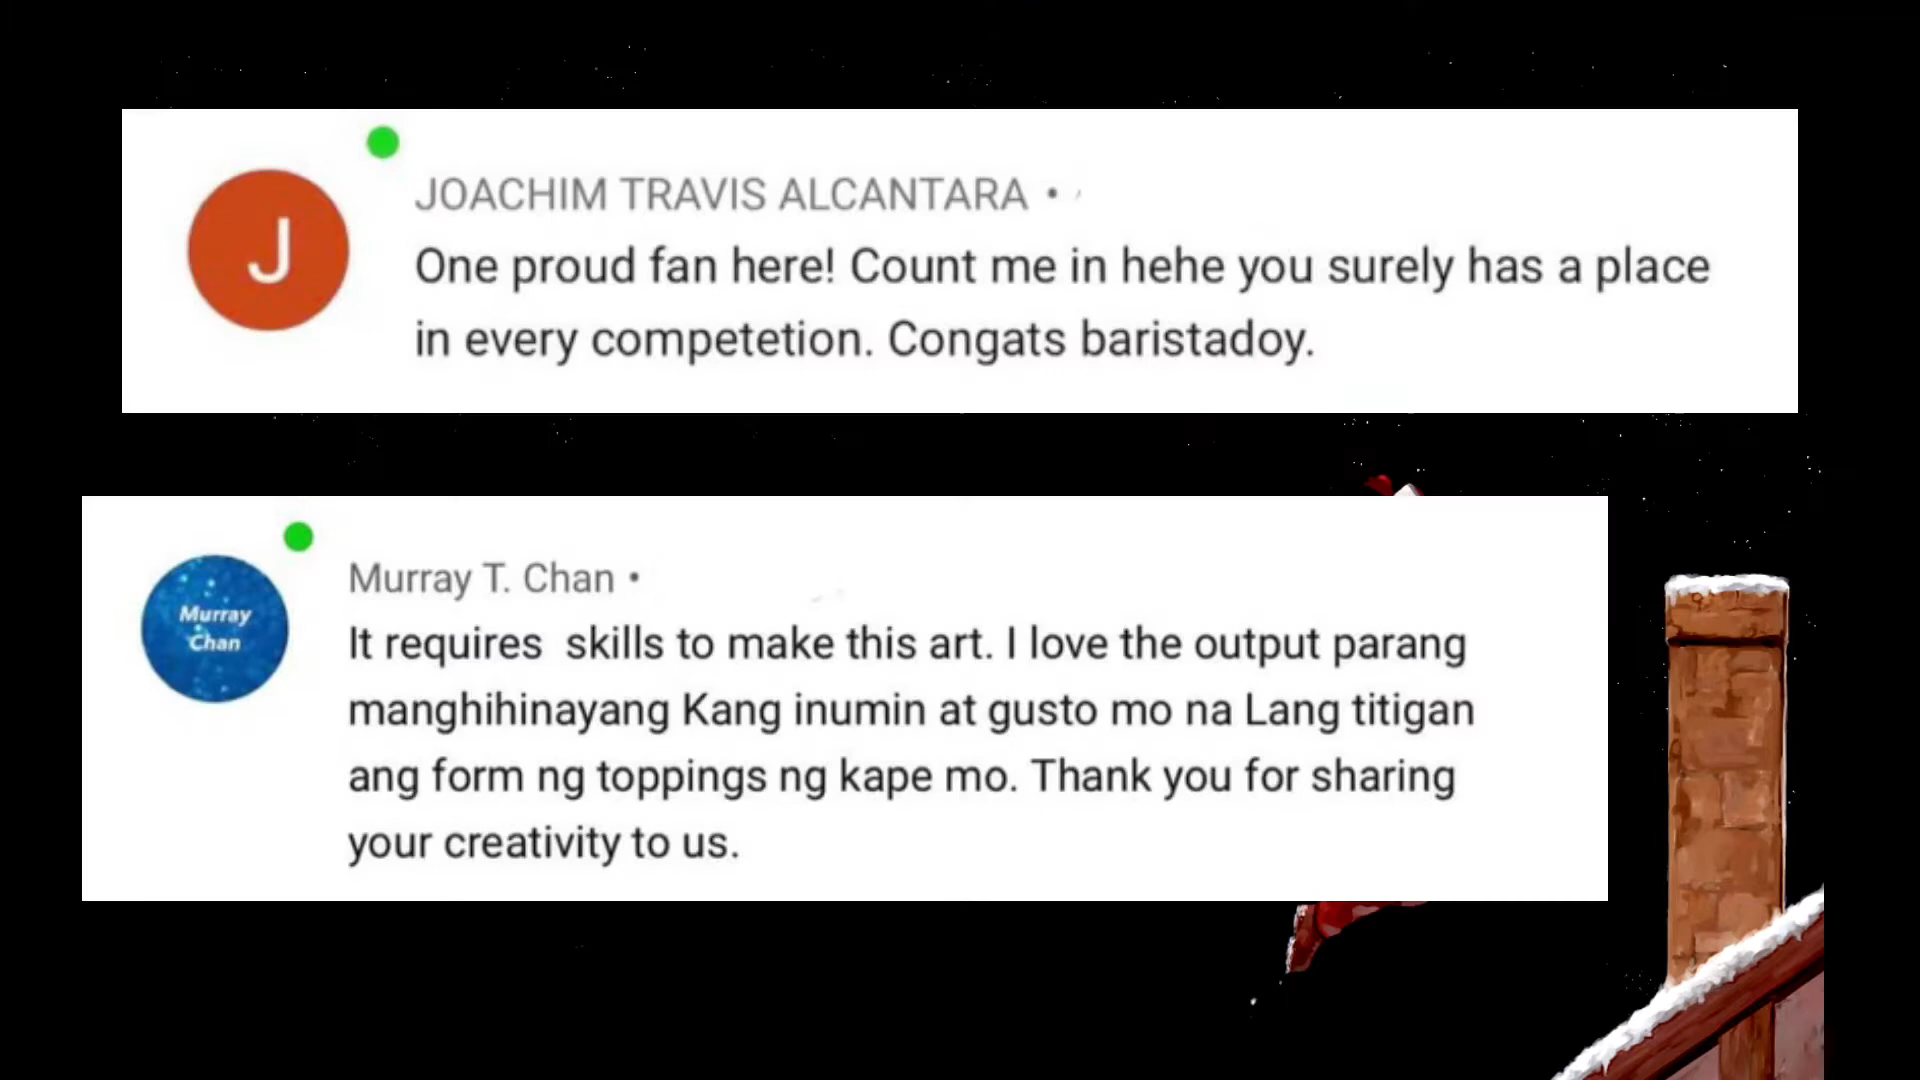 J
JOACHIM TRAVIS ALCANTARA •
One proud fan here! Count me in hehe you surely has a place
in every competetion. Congats baristadoy.
Murray
Chan
Murray T. Chan •
It requires  skills to make this art. I love the output parang
manghihinayang Kang inumin at gusto mo na Lang titigan
ang form ng toppings ng kape mo. Thank you for sharing
your creativity to us.